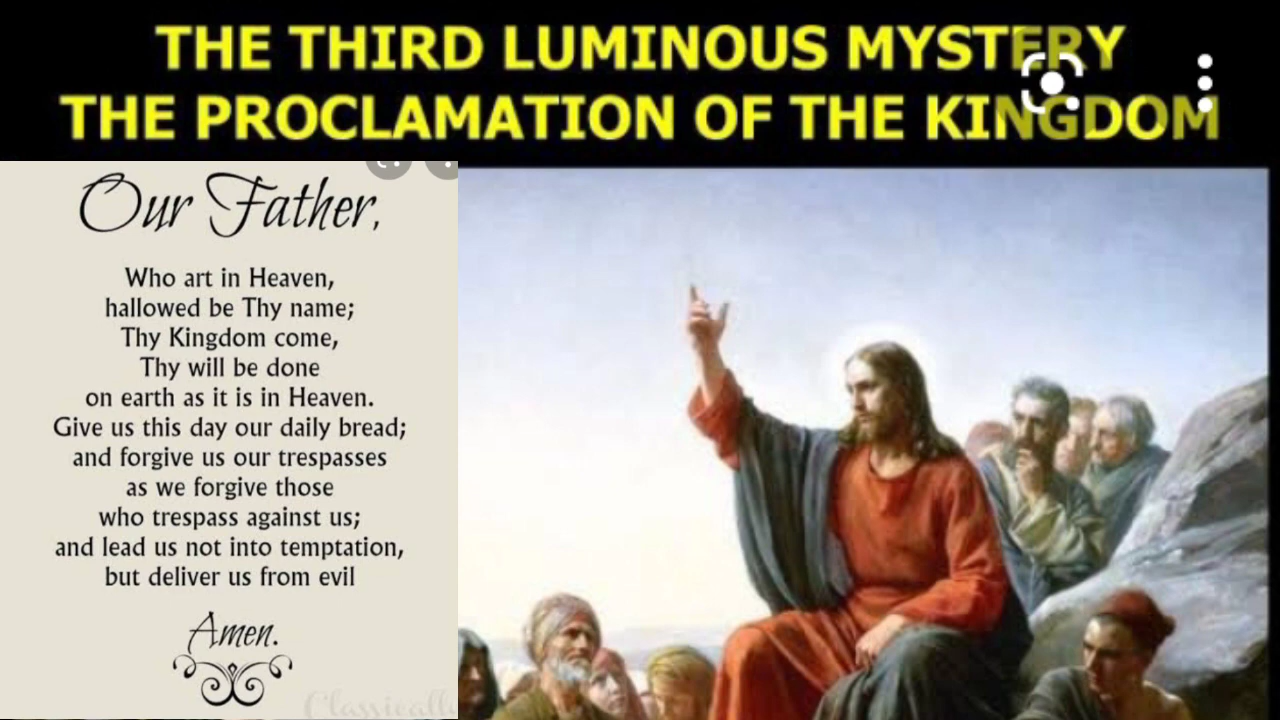 THE THIRD LUMINOUS MYSTERY
THE PROCLAMATION OF THE KINGDOM
Our Father,
Who art in Heaven,
hallowed be Thy name;
Thy Kingdom come,
Thy will be done
on earth as it is in Heaven.
Give us this day our daily bread;
and forgive us our trespasses
as we forgive those
who trespass against us;
and lead us not into temptation,
but deliver us from evil
Amen.
Classically